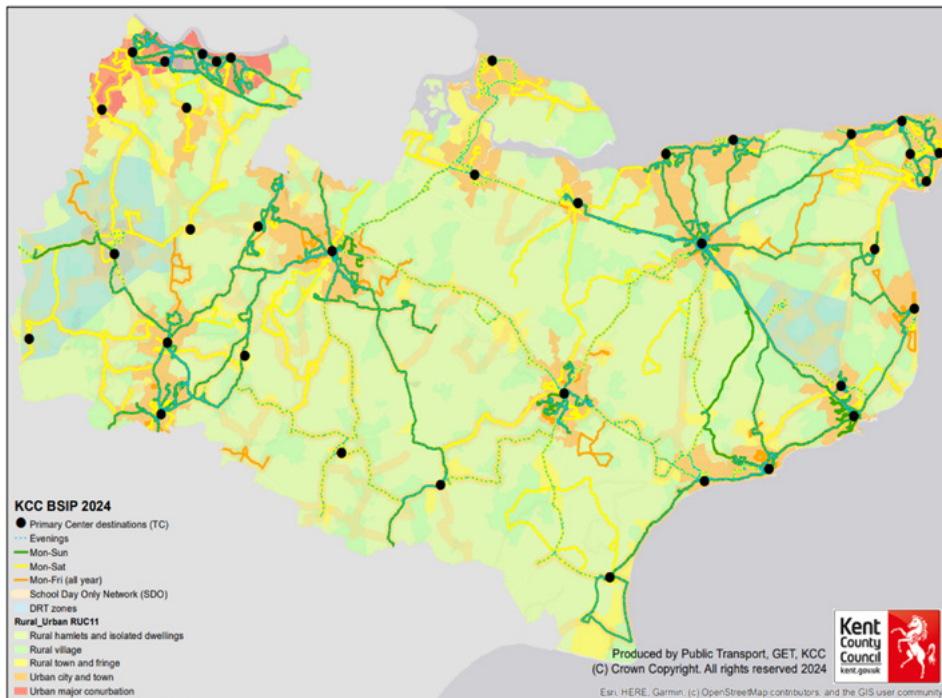 KCC BSIP 2024
Primary Center destinations (TC)
Evenings
Mon-Sun
Mon-Sat
Mon-Fri (all year)
School Day Only Network (SDO)
DRT zones
Rural_Urban RUC11
Rural hamlets and isolated dwellings
Rural village
Rural town and fringe
Urban city and town
Urban major conurbation
Produced by Public Transport, GET, KCC
(C) Crown Copyright. All rights reserved 2024
Kent
County
Council
kent.gov.uk
Esri, HERE, Garmin, (c) OpenStreetMap contributors, and the GIS user community